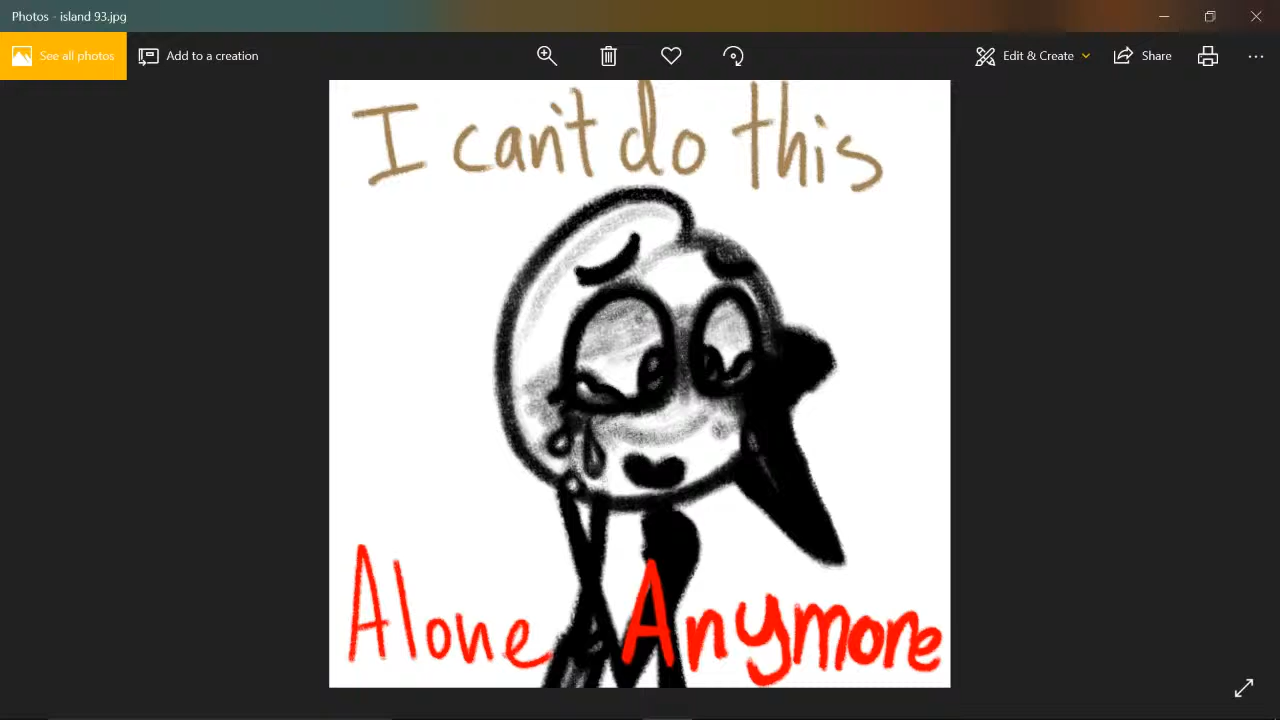 Photos - island 93.jpg
See all photos
Add to a creation
Edit & Create
Share
I can't do this
Alone Anymore